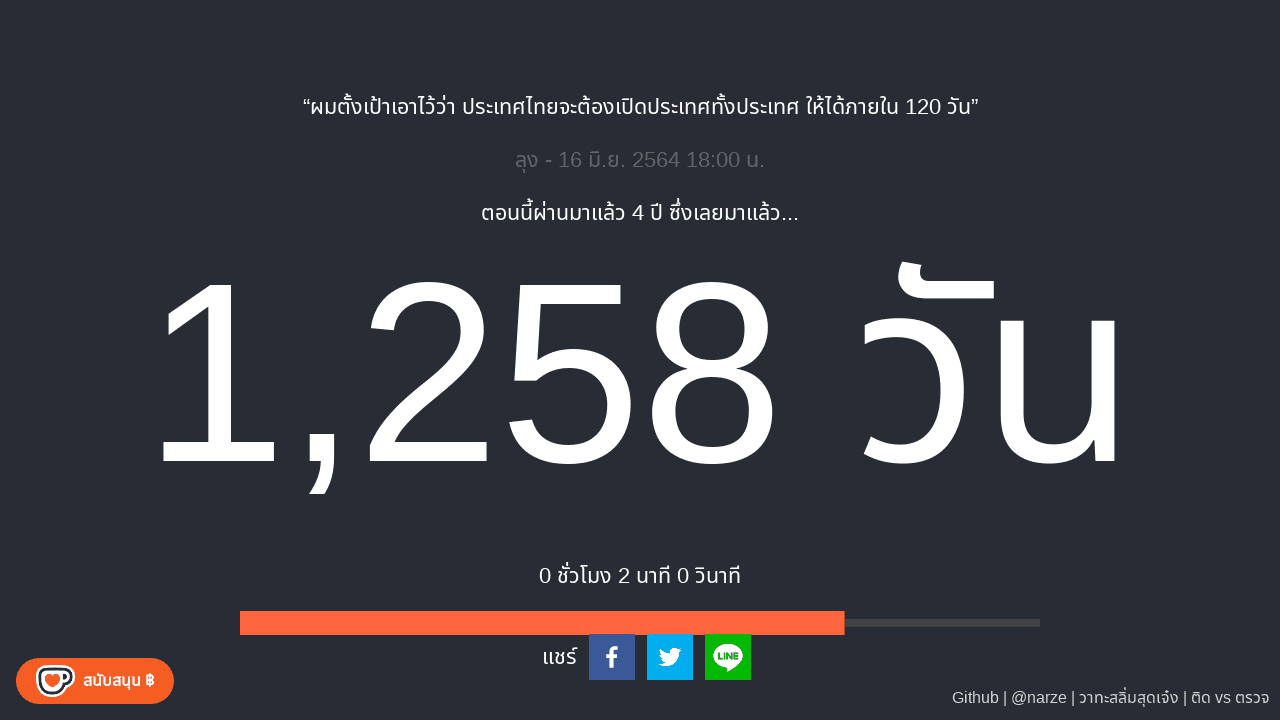 “ผมตั้งเป้าเอาไว้ว่า ประเทศไทยจะต้องเปิดประเทศทั้งประเทศ ให้ได้ภายใน 120 วัน”
ลุง - 16 มิ.ย. 2564 18:00 น.
ตอนนี้ผ่านมาแล้ว 4 ปี ซึ่งเลยมาแล้ว...
1,258 วัน
0 ชั่วโมง 2 นาที 0 วินาที
แชร์
LINE
สนับสนุน ฿
Github | @narze | วาทะสลิ่มสุดเจ๋ง | ติด vs ตรวจ